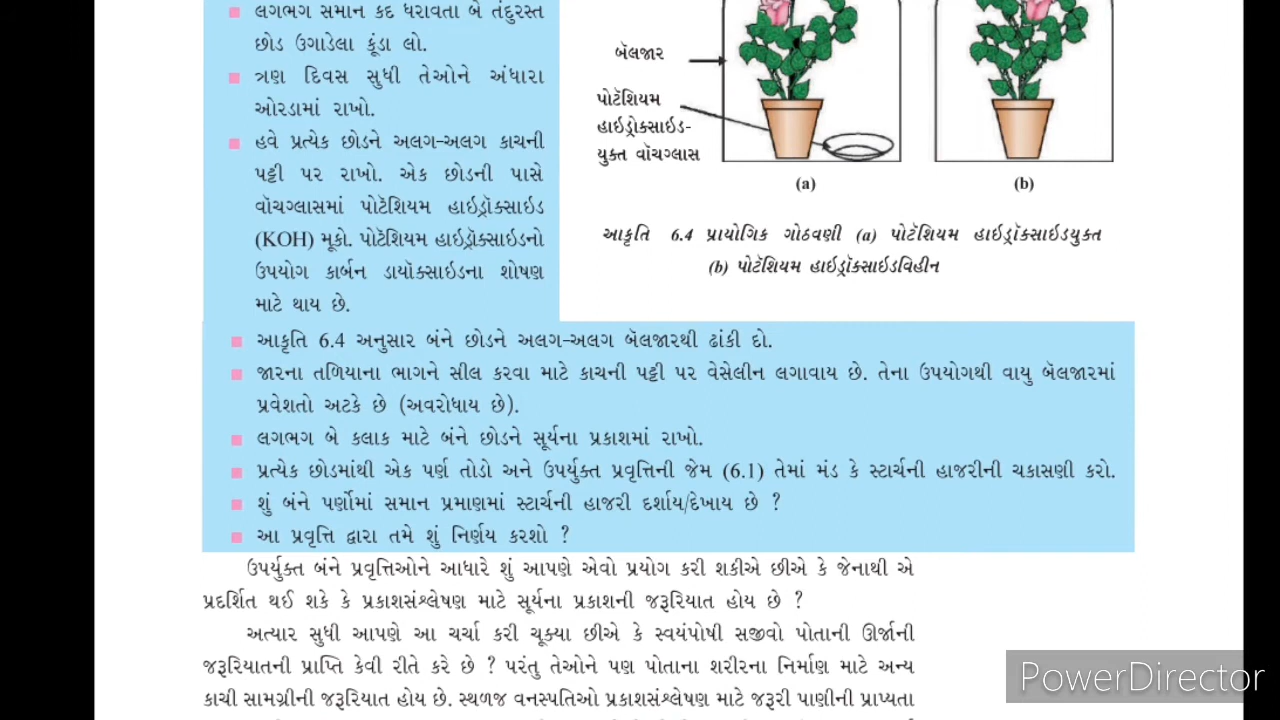 લગભગ સમાન કદ ધરાવતા બે તંદુરસ્ત
છોડ ઉગાડેલા કૂંડા લો.
ત્રણ દિવસ સુધી તેઓને અંધારા
ઓરડામાં રાખો.
હવે પ્રત્યેક છોડને અલગ-અલગ કાચની
પટ્ટી પર રાખો. એક છોડની પાસે
વૉચગ્લાસમાં પોટૅશિયમ હાઇડ્રૉક્સાઇડ
(KOH) મૂકો. પોટૅશિયમ હાઇડ્રૉક્સાઇડનો
ઉપયોગ કાર્બન ડાયૉક્સાઇડના શોષણ
માટે થાય છે.
બૅલજાર
પોટૅશિયમ
હાઇડ્રોક્સાઇડ-
યુક્ત વૉચગ્લાસ
(a)
(b)
આકૃતિ 6.4 પ્રાયોગિક ગોઠવણી (a) પોટૅશિયમ હાઇડ્રૉક્સાઇડયુક્ત
(b) પોટૅશિયમ હાઇડ્રૉક્સાઇડવિહીન
આકૃતિ 6.4 અનુસાર બંને છોડને અલગ-અલગ બૅલજારથી ઢાંકી દો.
જારના તળિયાના ભાગને સીલ કરવા માટે કાચની પટ્ટી પર વેસેલીન લગાવાય છે. તેના ઉપયોગથી વાયુ બૅલજારમાં
પ્રવેશતો અટકે છે (અવરોધાય છે).
લગભગ બે કલાક માટે બંને છોડને સૂર્યના પ્રકાશમાં રાખો.
પ્રત્યેક છોડમાંથી એક પર્ણ તોડો અને ઉપર્યુક્ત પ્રવૃત્તિની જેમ (6.1) તેમાં મંડ કે સ્ટાર્ચની હાજરીની ચકાસણી કરો.
શું બંને પર્ણોમાં સમાન પ્રમાણમાં સ્ટાર્ચની હાજરી દર્શાય/દેખાય છે ?
આ પ્રવૃત્તિ દ્વારા તમે શું નિર્ણય કરશો ?
ઉપર્યુક્ત બંને પ્રવૃત્તિઓને આધારે શું આપણે એવો પ્રયોગ કરી શકીએ છીએ કે જેનાથી એ
પ્રદર્શિત થઈ શકે કે પ્રકાશસંશ્લેષણ માટે સૂર્યના પ્રકાશની જરૂરિયાત હોય છે ?
અત્યાર સુધી આપણે આ ચર્ચા કરી ચૂક્યા છીએ કે સ્વયંપોષી સજીવો પોતાની ઊર્જાની
જરૂરિયાતની પ્રાપ્તિ કેવી રીતે કરે છે ? પરંતુ તેઓને પણ પોતાના શરીરના નિર્માણ માટે અન્ય
કાચી સામગ્રીની જરૂરિયાત હોય છે. સ્થળજ વનસ્પતિઓ પ્રકાશસંશ્લેષણ માટે જરૂરી પાણીની પ્રાપ્યતા
PowerDirector